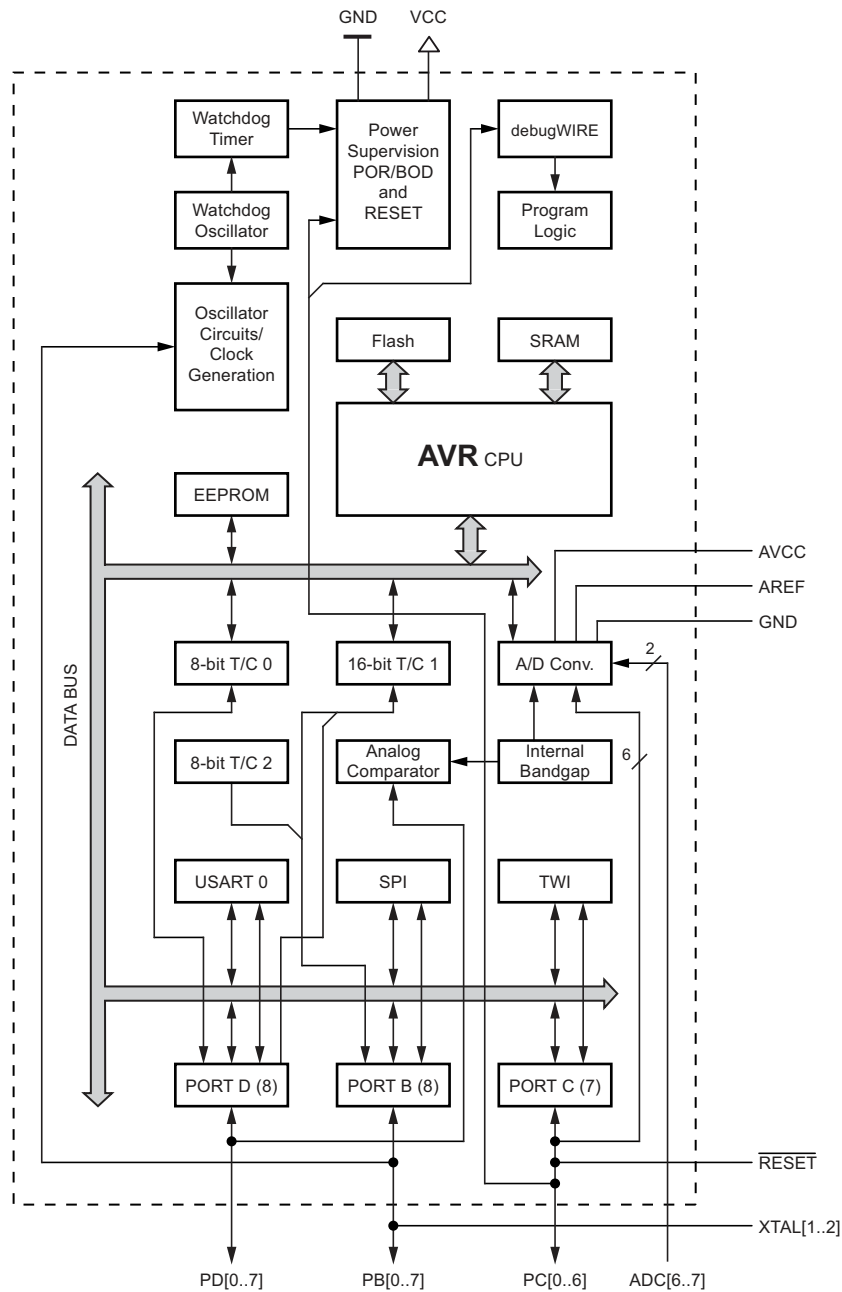 GND
VCC
Watchdog
Timer
Power
Supervision
POR/BOD
and
RESET
debugWIRE
Watchdog
Oscillator
Program
Logic
Oscillator
Circuits/
Clock
Generation
Flash
SRAM
AVR CPU
EEPROM
AVCC
AREF
GND
8-bit T/C 0
16-bit T/C 1
A/D Conv.
2
DATA BUS
8-bit T/C 2
Analog
Comparator
Internal
Bandgap
6
USART 0
SPI
TWI
PORT D (8)
PORT B (8)
PORT C (7)
RESET
XTAL[1..2]
PD[0..7]
PB[0..7]
PC[0..6]
ADC[6..7]